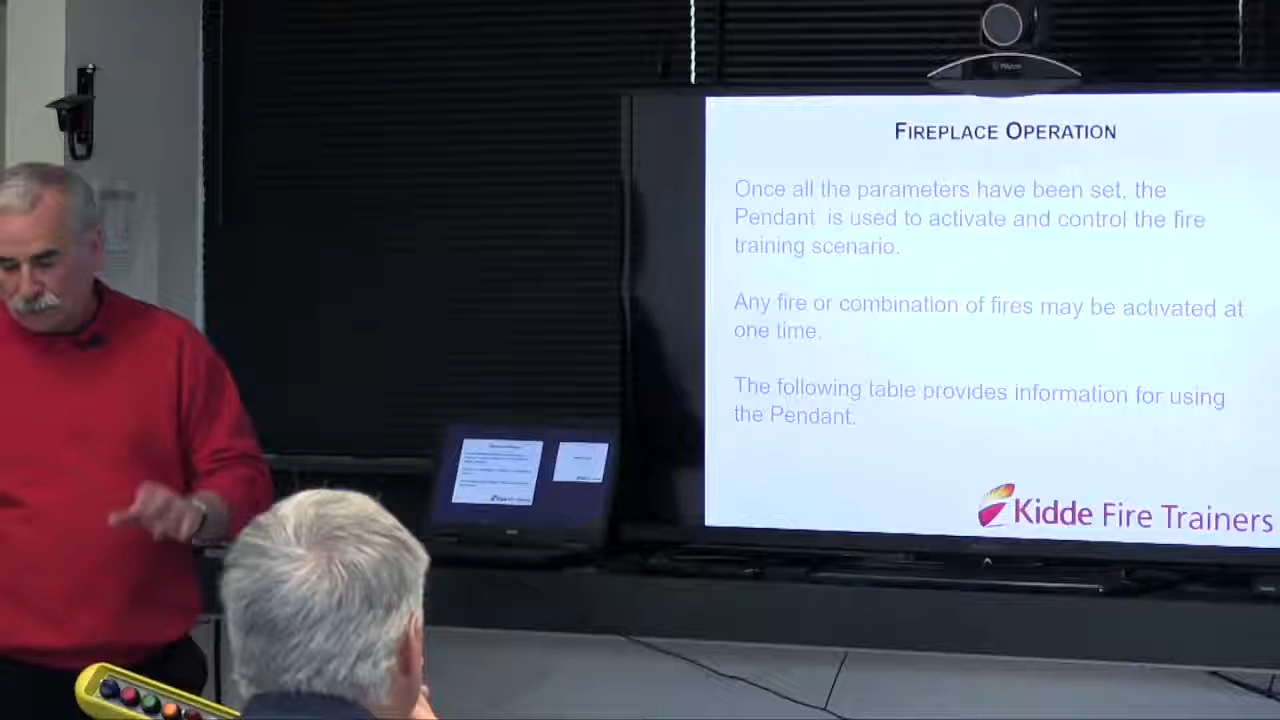 FIREPLACE OPERATION
Once all the parameters have been set, the
Pendant is used to activate and control the fire
training scenario.
Any fire or combination of fires may be activated at
one time.
The following table provides information for using
the Pendant.
Kidde Fire Trainers